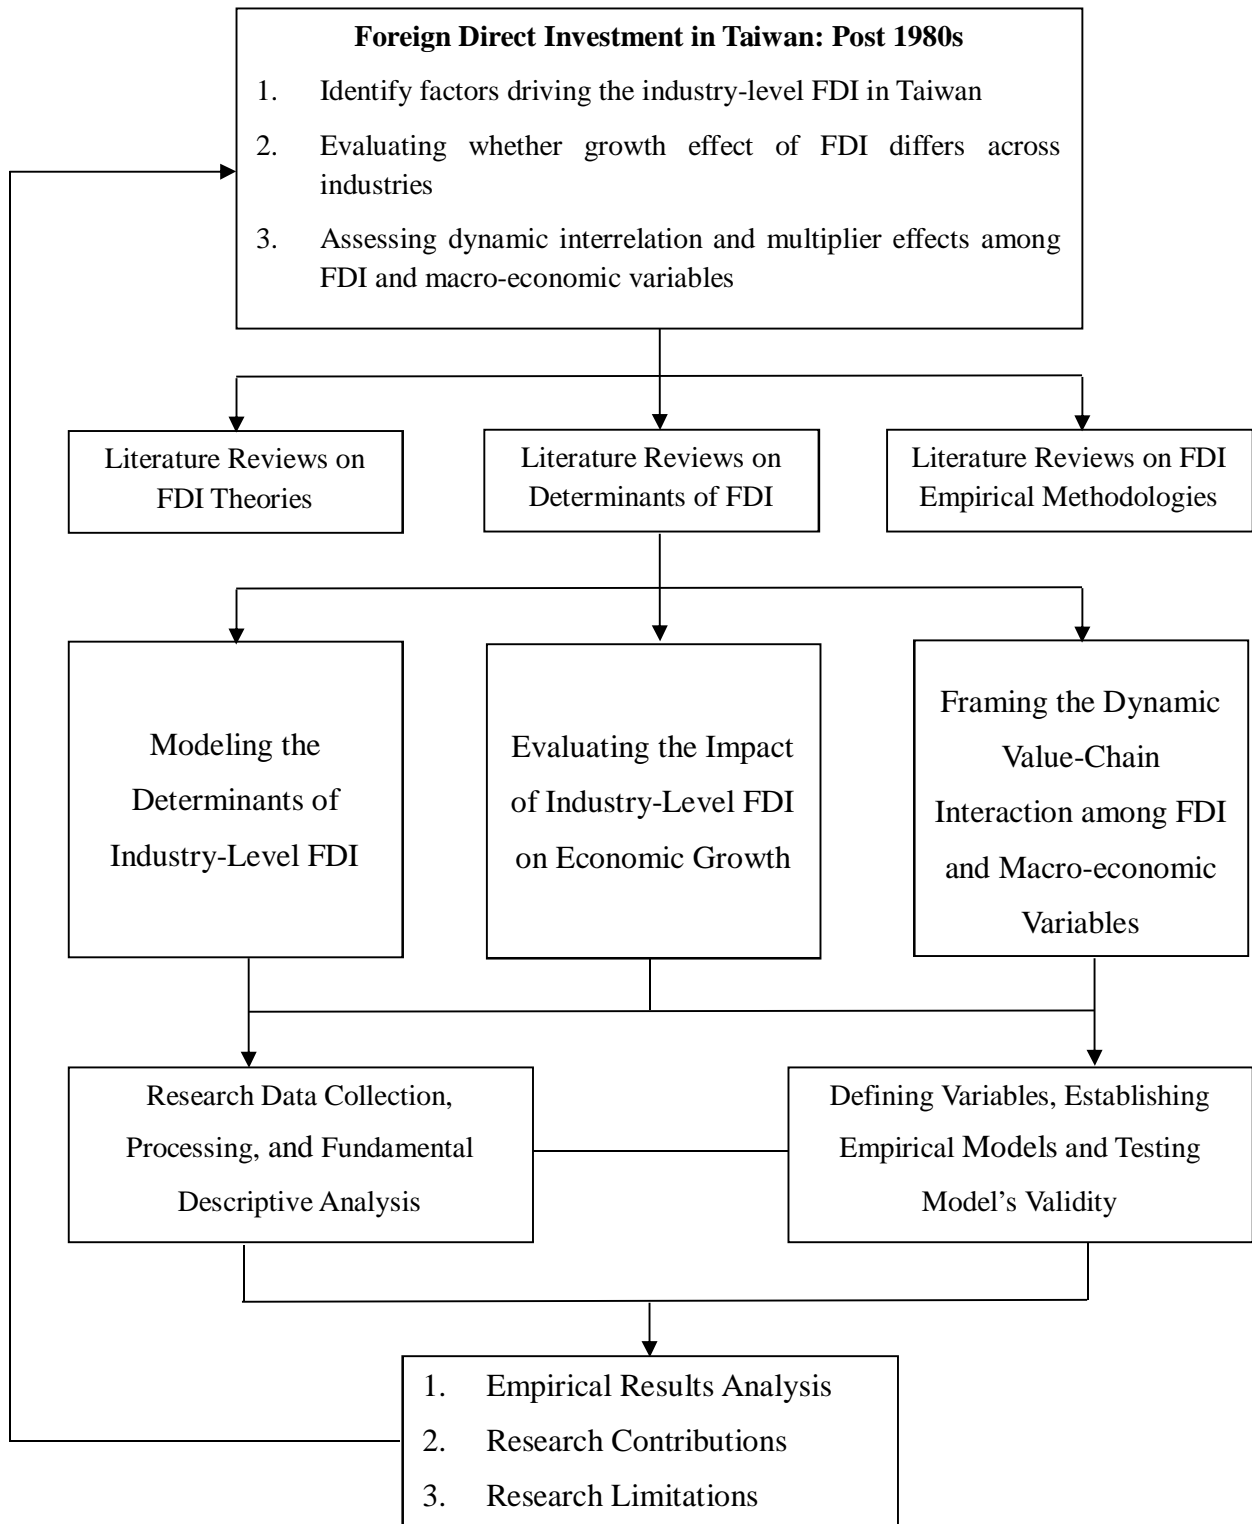 Foreign Direct Investment in Taiwan: Post 1980s
1. Identify factors driving the industry-level FDI in Taiwan
2. Evaluating whether growth effect of FDI differs across
industries
3. Assessing dynamic interrelation and multiplier effects among
FDI and macro-economic variables
Literature Reviews on
FDI Theories
Literature Reviews on
Determinants of FDI
Literature Reviews on FDI
Empirical Methodologies
Modeling the
Determinants of
Industry-Level FDI
Evaluating the Impact
of Industry-Level FDI
on Economic Growth
Framing the Dynamic
Value-Chain
Interaction among FDI
and Macro-economic
Variables
Research Data Collection,
Processing, and Fundamental
Descriptive Analysis
Defining Variables, Establishing
Empirical Models and Testing
Model’s Validity
1. Empirical Results Analysis
2. Research Contributions
3. Research Limitations